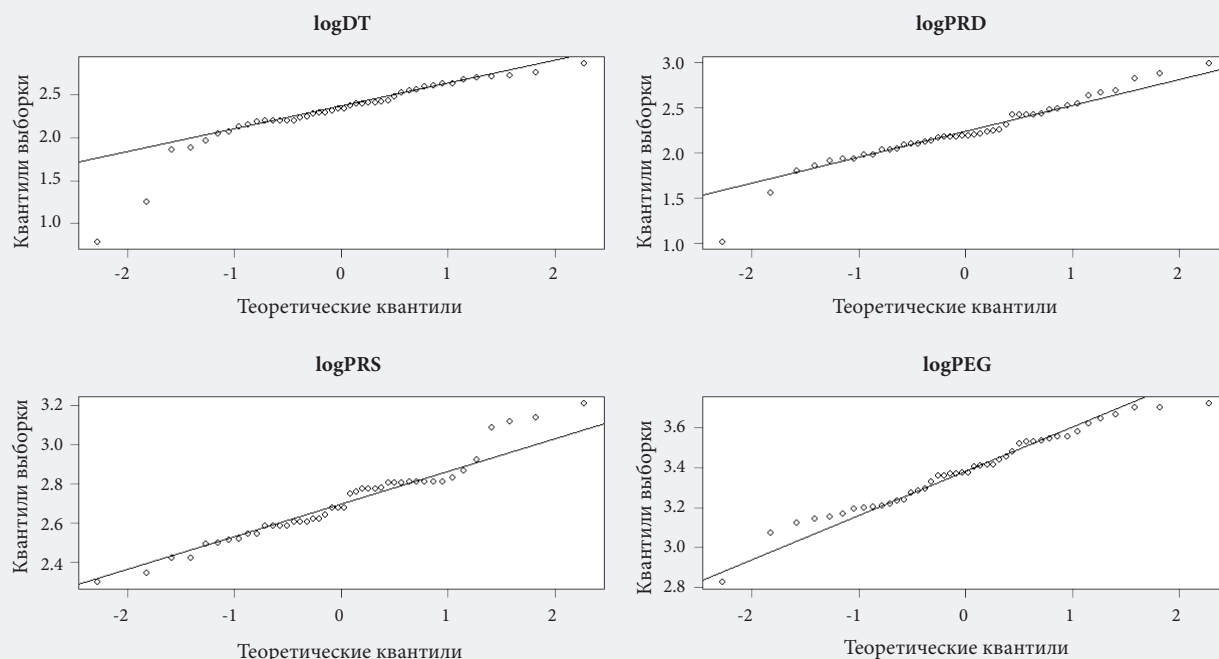 logDT
Квантили выборки
2.5
2.0
1.5
1.0
-2 -1 0 1 2
Теоретические квантили
logPRD
Квантили выборки
3.0
2.5
2.0
1.5
1.0
-2 -1 0 1 2
Теоретические квантили
logPRS
Квантили выборки
3.2
3.0
2.8
2.6
2.4
-2 -1 0 1 2
Теоретические квантили
logPEG
Квантили выборки
3.6
3.4
3.2
3.0
2.8
-2 -1 0 1 2
Теоретические квантили